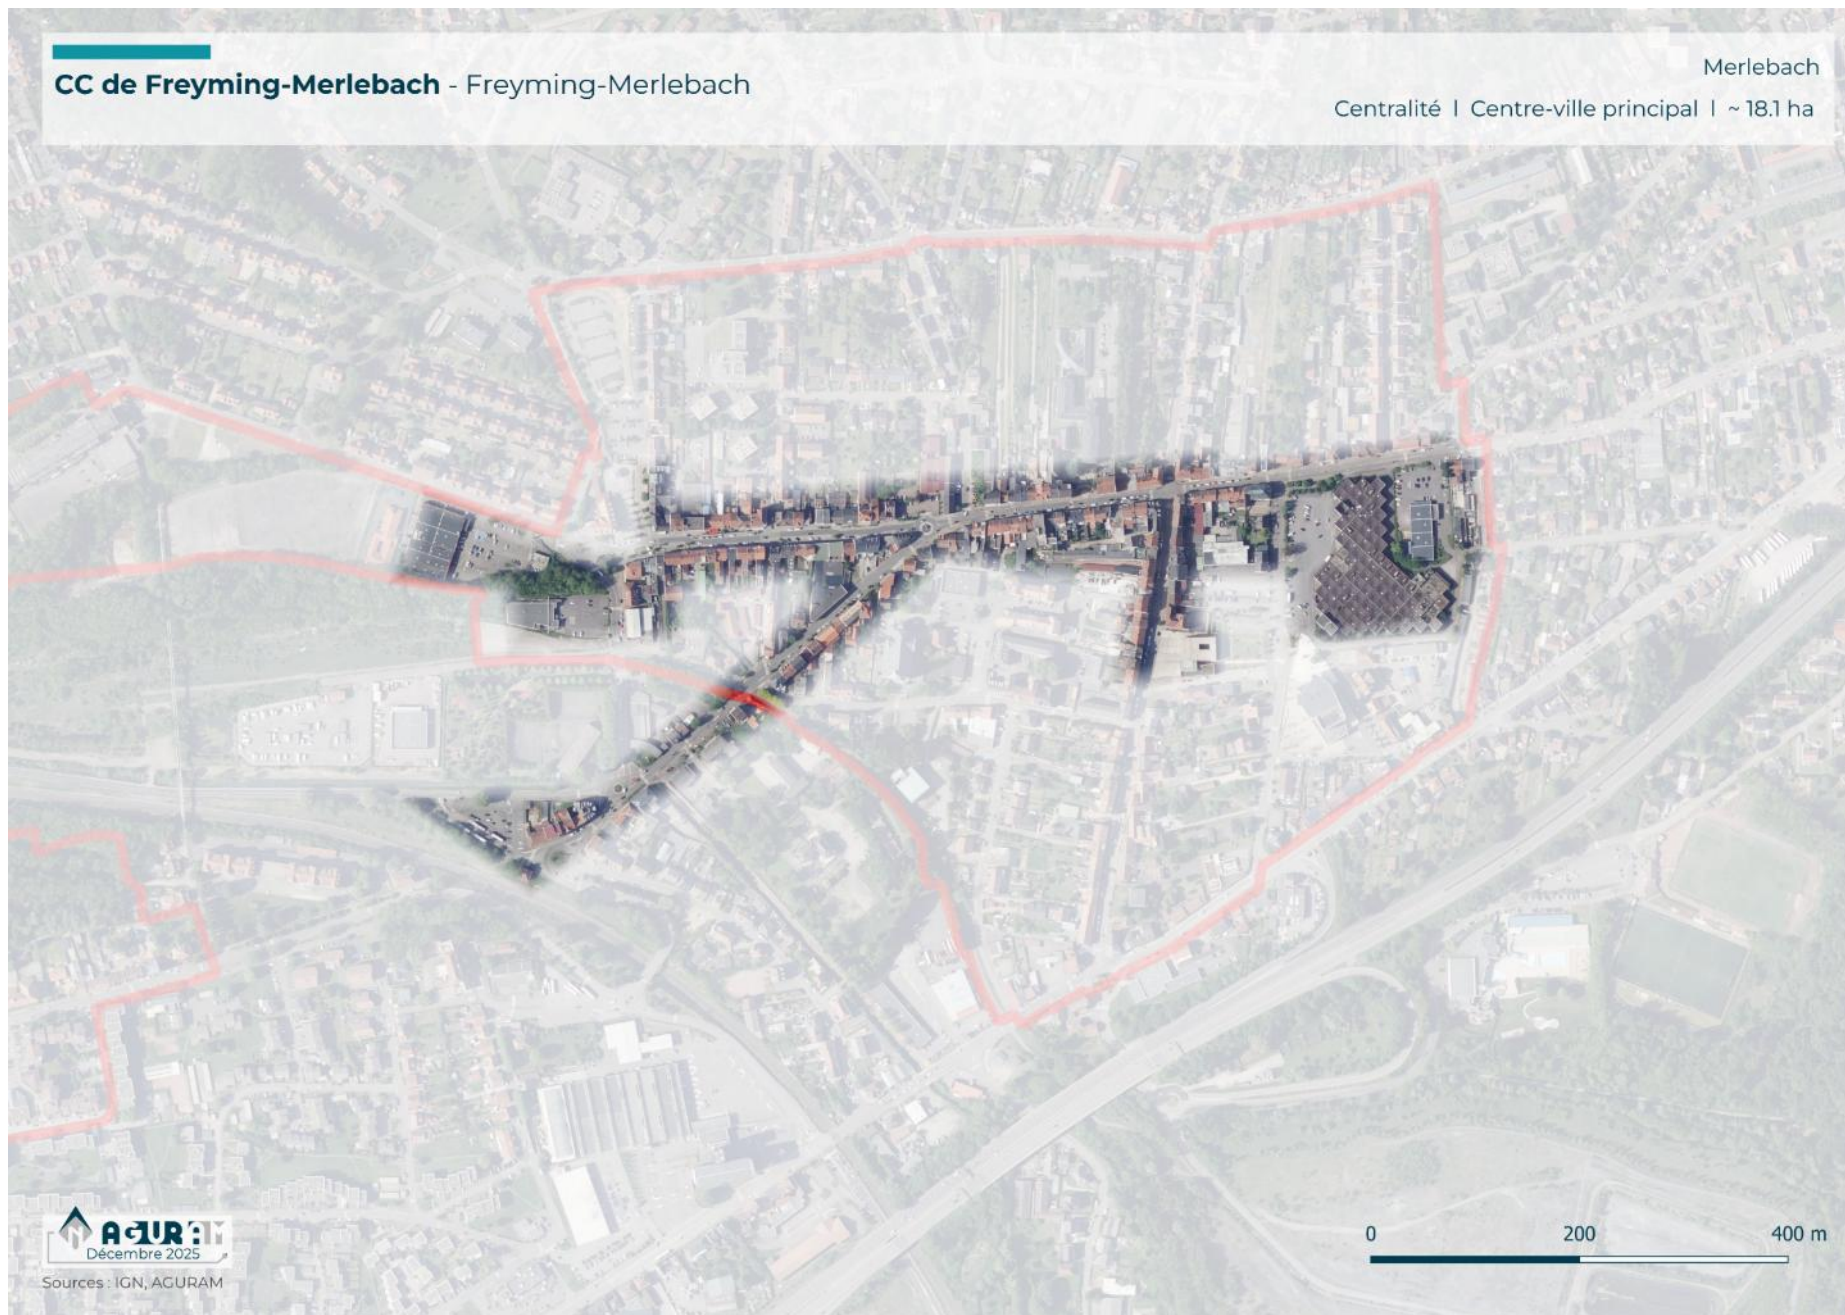 CC de Freyming-Merlebach - Freyming-Merlebach
Merlebach
Centralité | Centre-ville principal | ~ 18.1 ha
N AGURAM
Décembre 2025
Sources : IGN, AGURAM
0 200 400 m